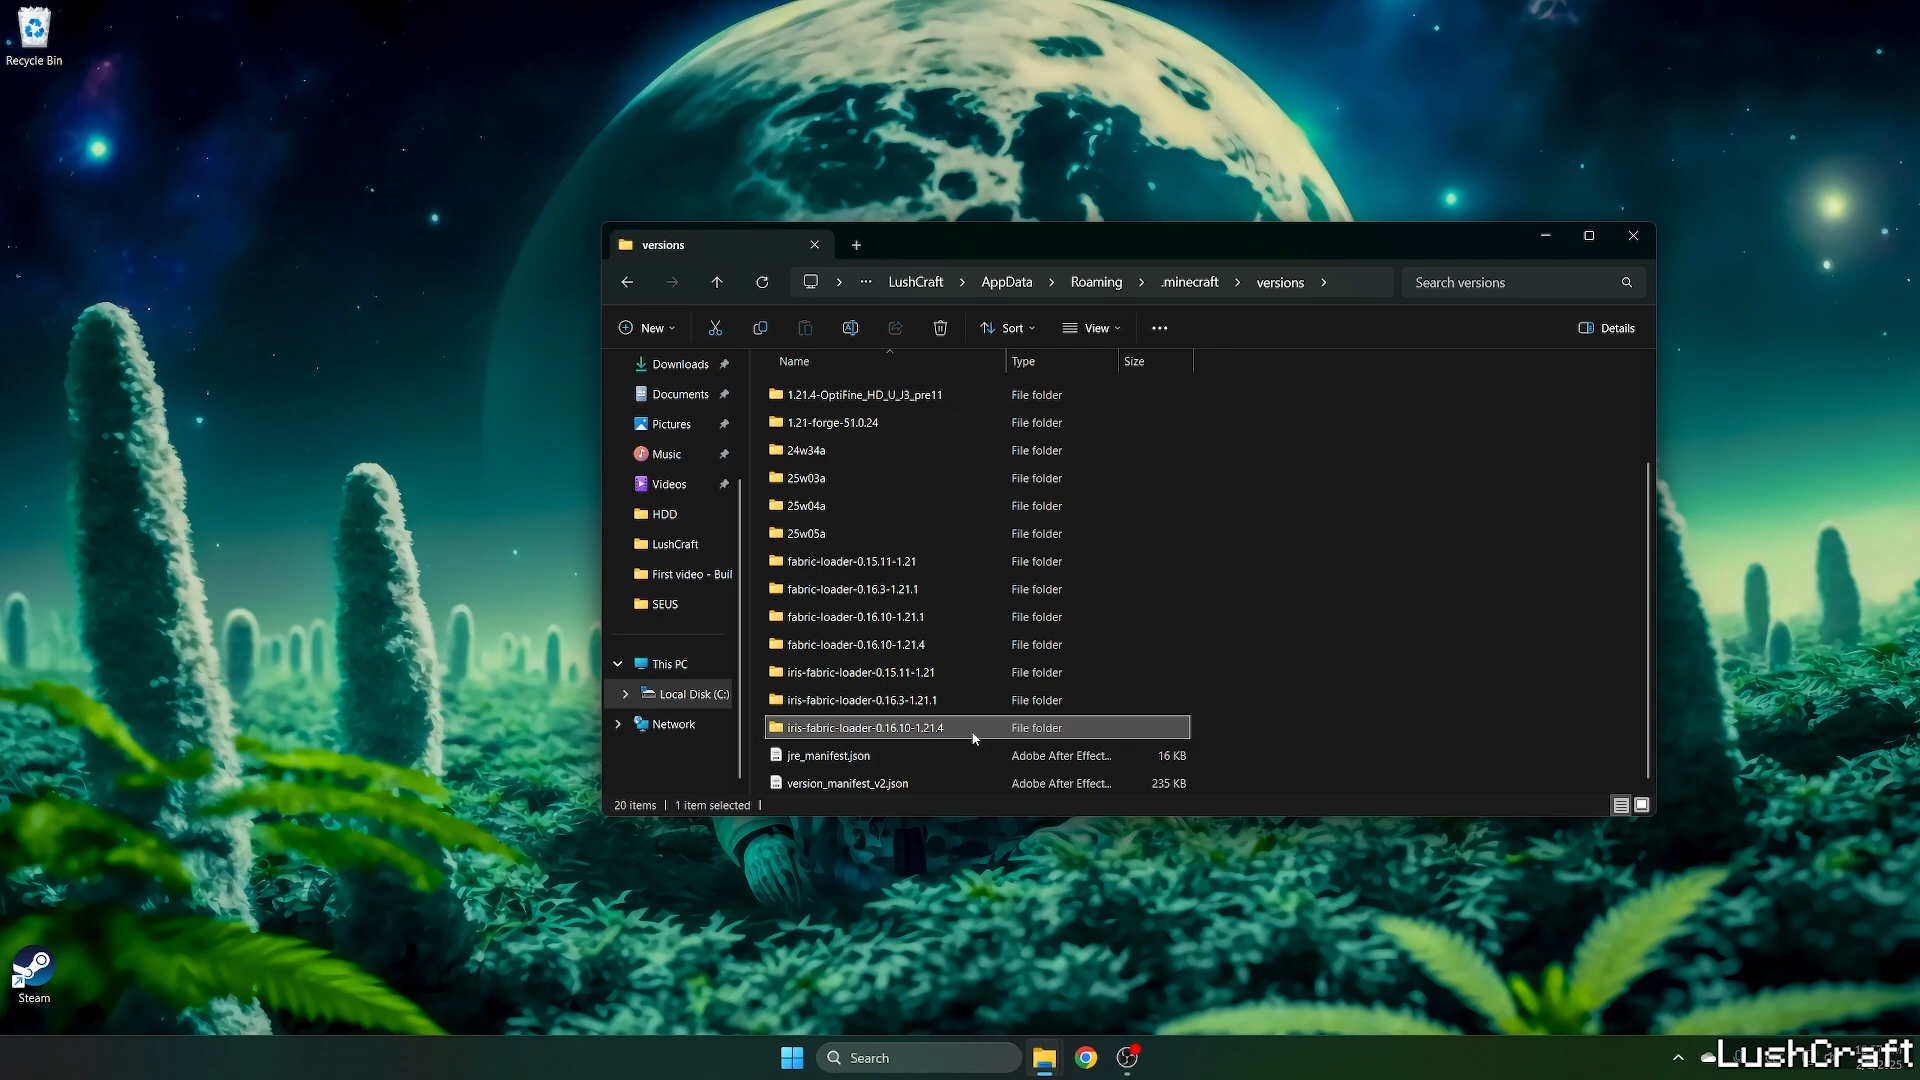 Recycle Bin
versions
LushCraft
AppData
Roaming
.minecraft
versions
Search versions
New
Sort
View
Details
Downloads
Documents
Pictures
Music
Videos
HDD
LushCraft
First video - Buil
SEUS
This PC
Local Disk (C:)
Network
Name Type Size
1.21.4-OptiFine_HD_U_J3_pre11 File folder
1.21-forge-51.0.24 File folder
24w34a File folder
25w03a File folder
25w04a File folder
25w05a File folder
fabric-loader-0.15.11-1.21 File folder
fabric-loader-0.16.3-1.21.1 File folder
fabric-loader-0.16.10-1.21.1 File folder
fabric-loader-0.16.10-1.21.4 File folder
iris-fabric-loader-0.15.11-1.21 File folder
iris-fabric-loader-0.16.3-1.21.1 File folder
iris-fabric-loader-0.16.10-1.21.4 File folder
jre_manifest.json Adobe After Effect... 16 KB
version_manifest_v2.json Adobe After Effect... 235 KB
20 items 1 item selected
Steam
Search
LushCraft